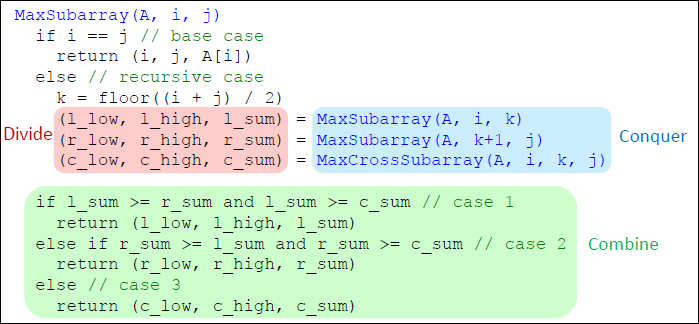 MaxSubarray(A, i, j)
if i == j // base case
return (i, j, A[i])
else // recursive case
k = floor((i + j) / 2)
(l_low, l_high, l_sum) = MaxSubarray(A, i, k)
Divide (r_low, r_high, r_sum) = MaxSubarray(A, k+1, j) Conquer
(c_low, c_high, c_sum) = MaxCrossSubarray(A, i, k, j)
if l_sum >= r_sum and l_sum >= c_sum // case 1
return (l_low, l_high, l_sum)
else if r_sum >= l_sum and r_sum >= c_sum // case 2 Combine
return (r_low, r_high, r_sum)
else // case 3
return (c_low, c_high, c_sum)